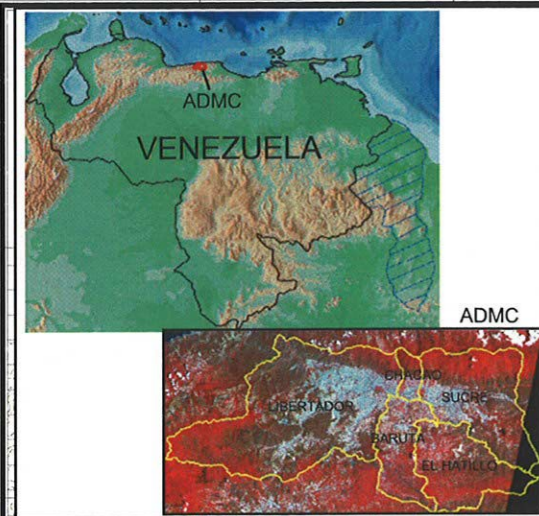 ADMC
VENEZUELA
ADMC
CHACAO
SUCRE
LIBERTADOR
BARUTA
EL HATILLO